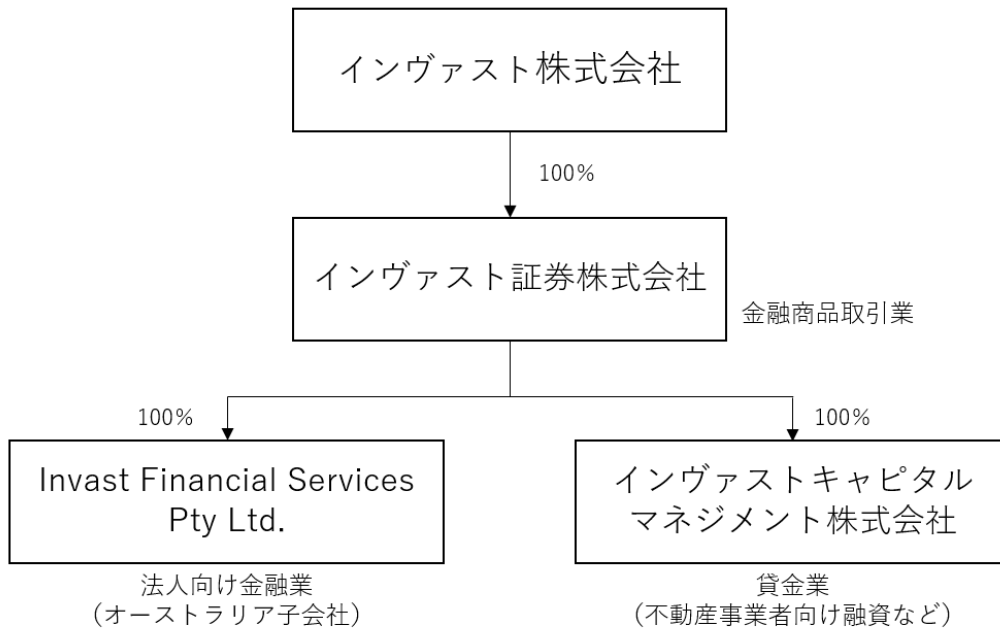 インヴァスト株式会社
100%
インヴァスト証券株式会社
金融商品取引業
100%
100%
Invast Financial Services
Pty Ltd.
インヴァストキャピタル
マネジメント株式会社
法人向け金融業
(オーストラリア子会社)
貸金業
(不動産事業者向け融資など)